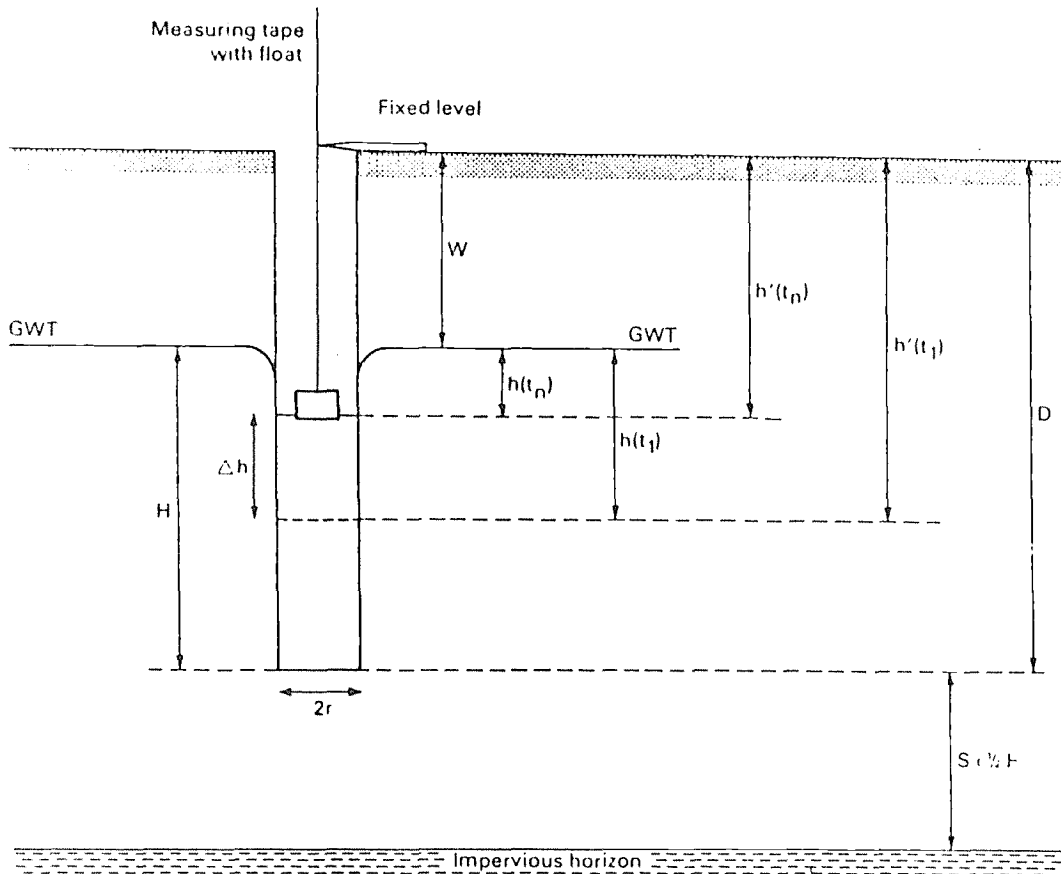 Measuring tape
with float
Fixed level
W
h'(tn)
h'(t1)
GWT
GWT
h(tn)
h(t1)
D
Δh
H
2r
S
Impervious horizon